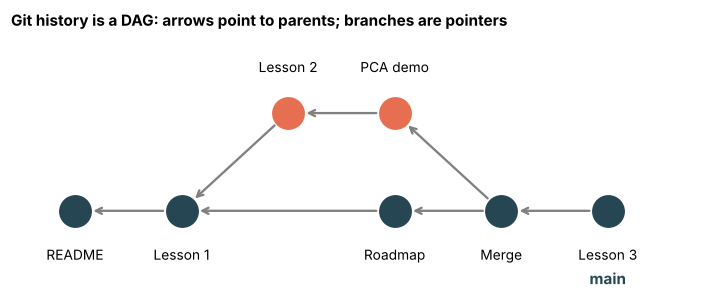 Git history is a DAG: arrows point to parents; branches are pointers
Lesson 2
PCA demo
README
Lesson 1
Roadmap
Merge
Lesson 3
main